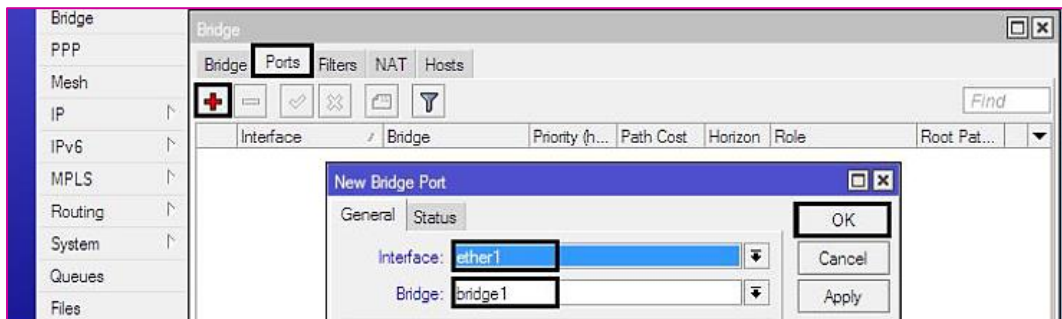 Bridge
PPP
Mesh
IP
IPv6
MPLS
Routing
System
Queues
Files
Bridge
Bridge Ports Filters NAT Hosts
Find
Interface Bridge Priority (h... Path Cost Horizon Role Root Pat...
New Bridge Port
General Status
Interface: ether1
Bridge: bridge1
OK
Cancel
Apply